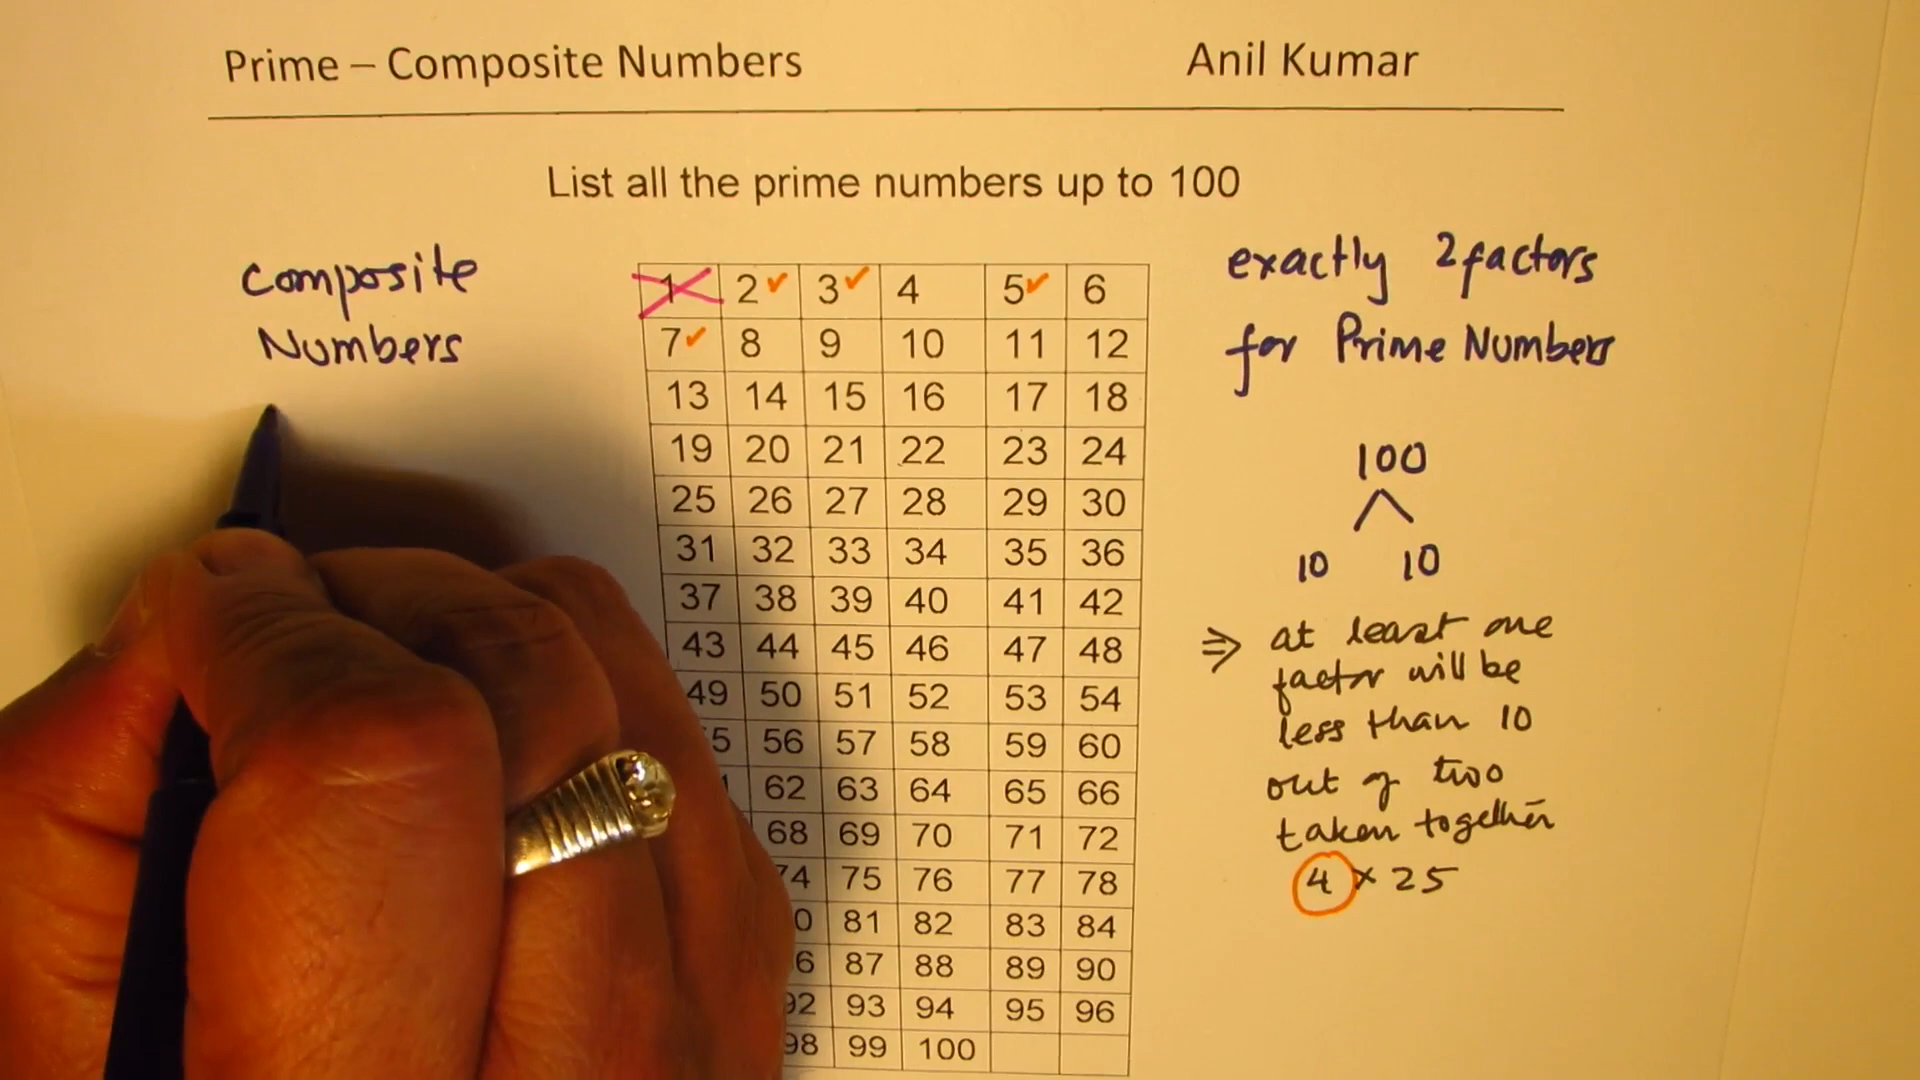 Prime – Composite Numbers Anil Kumar
List all the prime numbers up to 100
Composite
Numbers
1 2 ✓ 3 ✓ 4 5 ✓ 6
7 ✓ 8 9 10 11 12
13 14 15 16 17 18
19 20 21 22 23 24
25 26 27 28 29 30
31 32 33 34 35 36
37 38 39 40 41 42
43 44 45 46 47 48
49 50 51 52 53 54
5 56 57 58 59 60
62 63 64 65 66
68 69 70 71 72
74 75 76 77 78
0 81 82 83 84
6 87 88 89 90
92 93 94 95 96
98 99 100
exactly 2 factors
for Prime Numbers
100
10 10
⇒ at least one
factor will be
less than 10
out of two
taken together
4 × 25